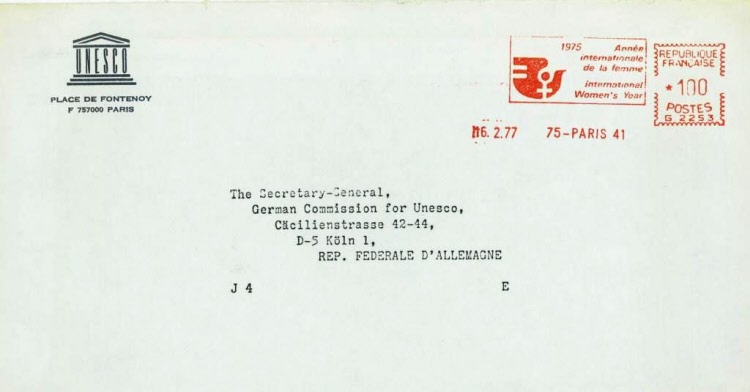 UNESCO
PLACE DE FONTENOY
F 757000 PARIS
1975 Année
internationale
de la femme
international
Women's Year
REPUBLIQUE
FRANÇAISE
* 100
POSTES
G 2253
16. 2.77 75-PARIS 41
The Secretary-General,
German Commission for Unesco,
Cäcilienstrasse 42-44,
D-5 Köln 1,
REP. FEDERALE D'ALLEMAGNE
J 4 E